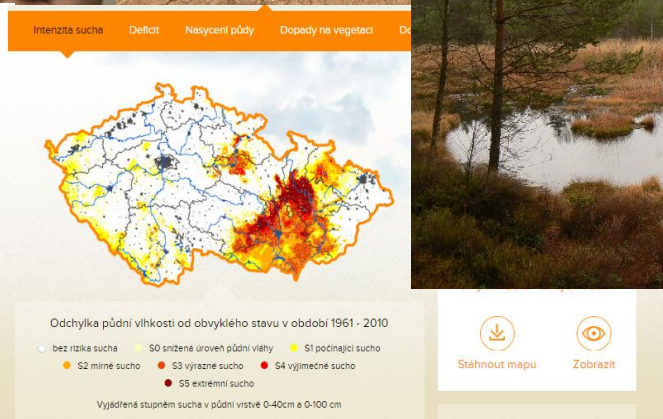 Intenzita sucha Deficit Nasycení půdy Dopady na vegetaci
Odchylka půdní vlhkosti od obvyklého stavu v období 1961 - 2010
bez rizika sucha S0 snížená úroveň půdní vláhy S1 počínající sucho
S2 mírné sucho S3 výrazné sucho S4 výjimečné sucho
S5 extrémní sucho
Vyjádřená stupněm sucha v půdní vrstvě 0-40cm a 0-100 cm
Stáhnout mapu Zobrazit